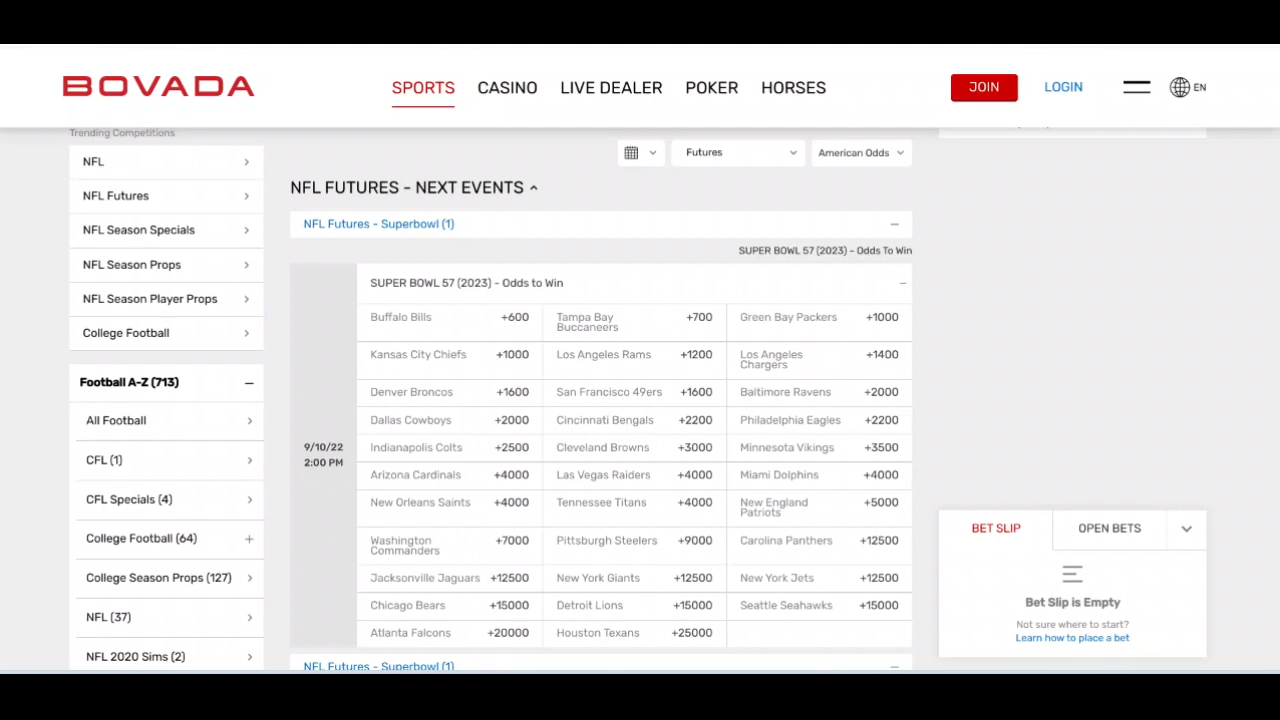 BOVADA
SPORTS
CASINO
LIVE DEALER
POKER
HORSES
JOIN
LOGIN
EN
Trending Competitions
NFL
NFL Futures
NFL Season Specials
NFL Season Props
NFL Season Player Props
College Football
Football A-Z (713)
All Football
CFL (1)
CFL Specials (4)
College Football (64)
College Season Props (127)
NFL (37)
NFL 2020 Sims (2)
Futures
American Odds
NFL FUTURES - NEXT EVENTS
NFL Futures - Superbowl (1)
SUPER BOWL 57 (2023) - Odds To Win
9/10/22
2:00 PM
SUPER BOWL 57 (2023) - Odds to Win
Buffalo Bills +600
Tampa Bay
Buccaneers +700
Green Bay Packers +1000
Kansas City Chiefs +1000
Los Angeles Rams +1200
Los Angeles
Chargers +1400
Denver Broncos +1600
San Francisco 49ers +1600
Baltimore Ravens +2000
Dallas Cowboys +2000
Cincinnati Bengals +2200
Philadelphia Eagles +2200
Indianapolis Colts +2500
Cleveland Browns +3000
Minnesota Vikings +3500
Arizona Cardinals +4000
Las Vegas Raiders +4000
Miami Dolphins +4000
New Orleans Saints +4000
Tennessee Titans +4000
New England
Patriots +5000
Washington
Commanders +7000
Pittsburgh Steelers +9000
Carolina Panthers +12500
Jacksonville Jaguars +12500
New York Giants +12500
New York Jets +12500
Chicago Bears +15000
Detroit Lions +15000
Seattle Seahawks +15000
Atlanta Falcons +20000
Houston Texans +25000
NFL Futures - Superbowl (1)
BET SLIP
OPEN BETS
Bet Slip is Empty
Not sure where to start?
Learn how to place a bet